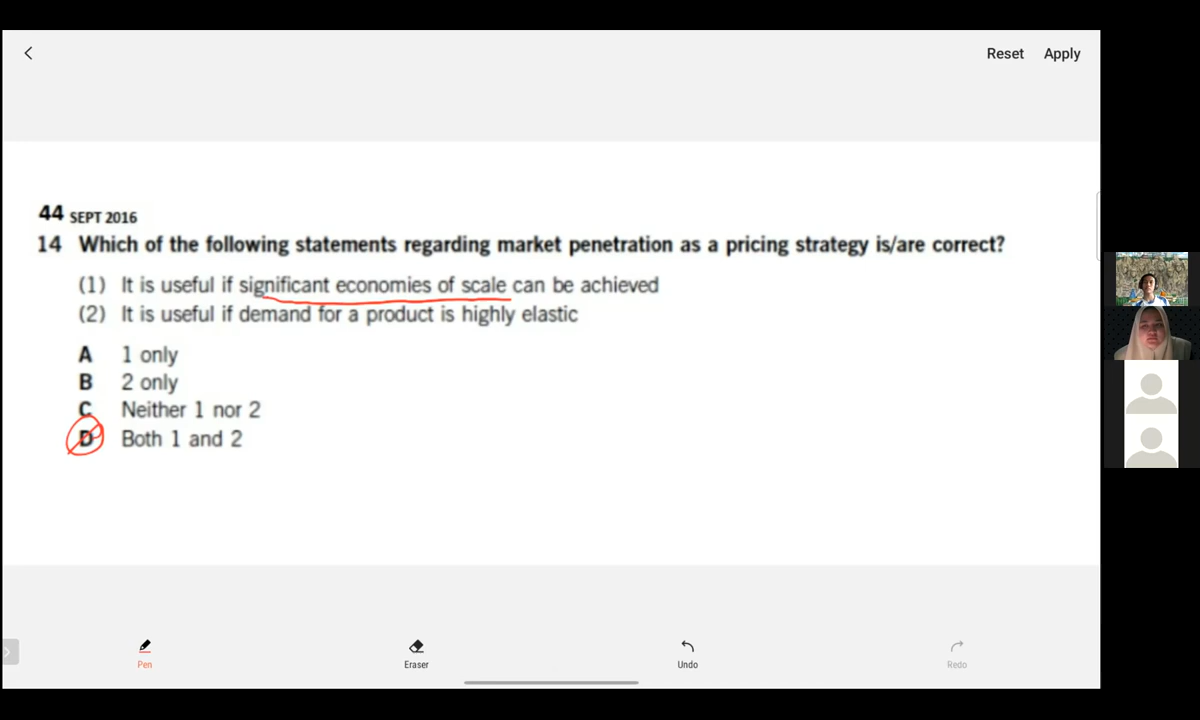 Reset Apply
44 SEPT 2016
14 Which of the following statements regarding market penetration as a pricing strategy is/are correct?
(1) It is useful if significant economies of scale can be achieved
(2) It is useful if demand for a product is highly elastic
A 1 only
B 2 only
C Neither 1 nor 2
D Both 1 and 2
Pen Eraser Undo Redo